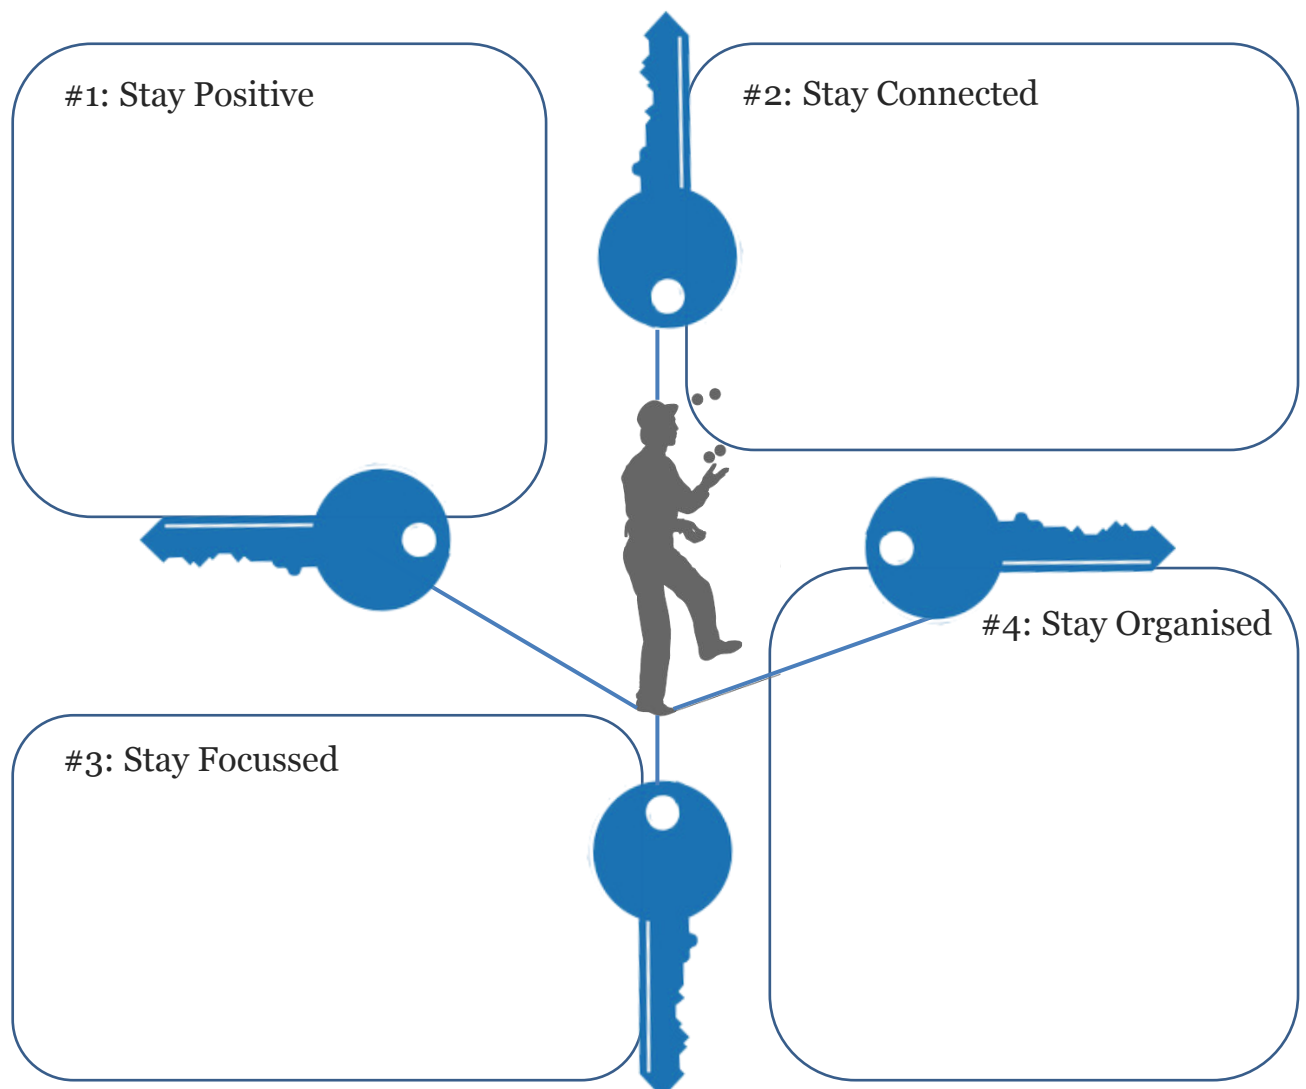 #1: Stay Positive
#2: Stay Connected
#3: Stay Focussed
#4: Stay Organised